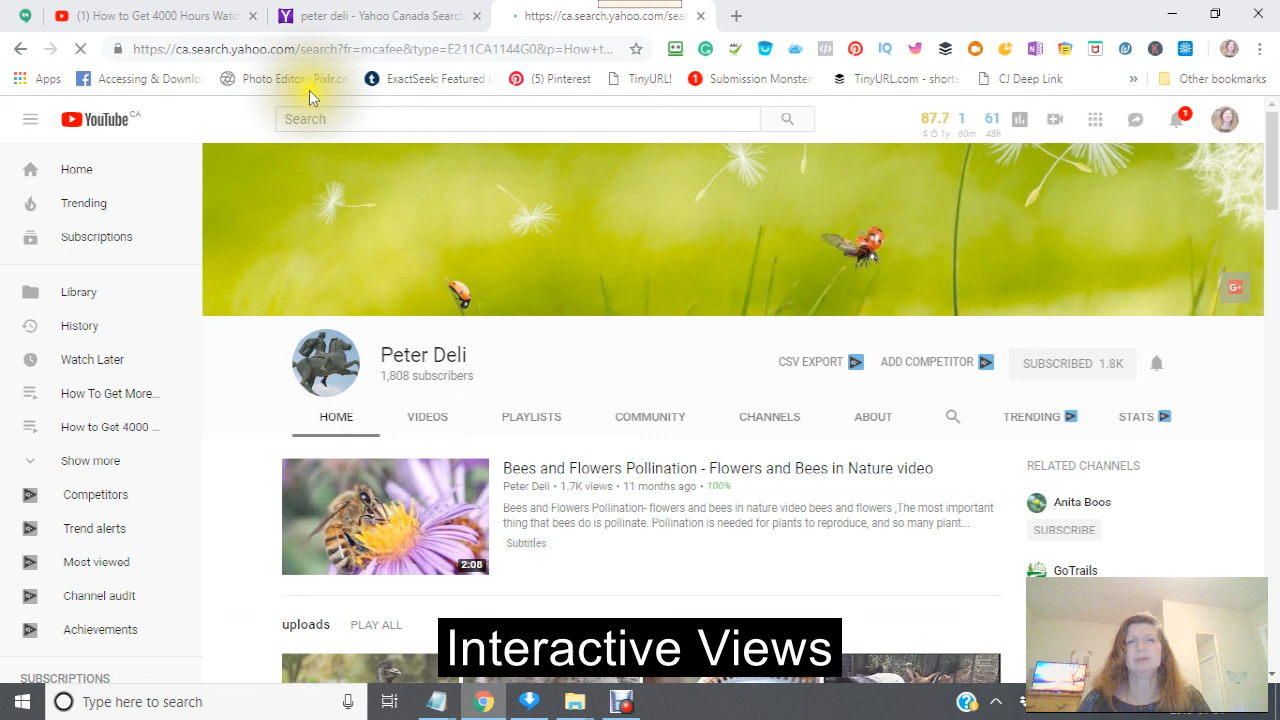 (1) How to Get 4000 Hours Watc
peter deli - Yahoo Canada Search
https://ca.search.yahoo.com/sea
https://ca.search.yahoo.com/search?fr=mcafee&type=E211CA1144G0&p=How+t...
Apps
Accessing & Downlo
Photo Editor : Pixlr.co
ExactSeek: Featured
(5) Pinterest
TinyURL!
Submission Monster
TinyURL.com - shorte
CJ Deep Link
Other bookmarks
YouTube CA
Search
87.7 1 61
$ 1y 60m 48h
1
Home
Trending
Subscriptions
Library
History
Watch Later
How To Get More...
How to Get 4000 ...
Show more
Competitors
Trend alerts
Most viewed
Channel audit
Achievements
SUBSCRIPTIONS
Peter Deli
1,808 subscribers
CSV EXPORT
ADD COMPETITOR
SUBSCRIBED 1.8K
HOME
VIDEOS
PLAYLISTS
COMMUNITY
CHANNELS
ABOUT
TRENDING
STATS
Bees and Flowers Pollination - Flowers and Bees in Nature video
Peter Deli • 1.7K views • 11 months ago • 100%
Bees and Flowers Pollination- flowers and bees in nature video bees and flowers ,The most important
thing that bees do is pollinate. Pollination is needed for plants to reproduce, and so many plant...
Subtitles
2:08
RELATED CHANNELS
Anita Boos
SUBSCRIBE
GoTrails
uploads
PLAY ALL
Interactive Views
Type here to search